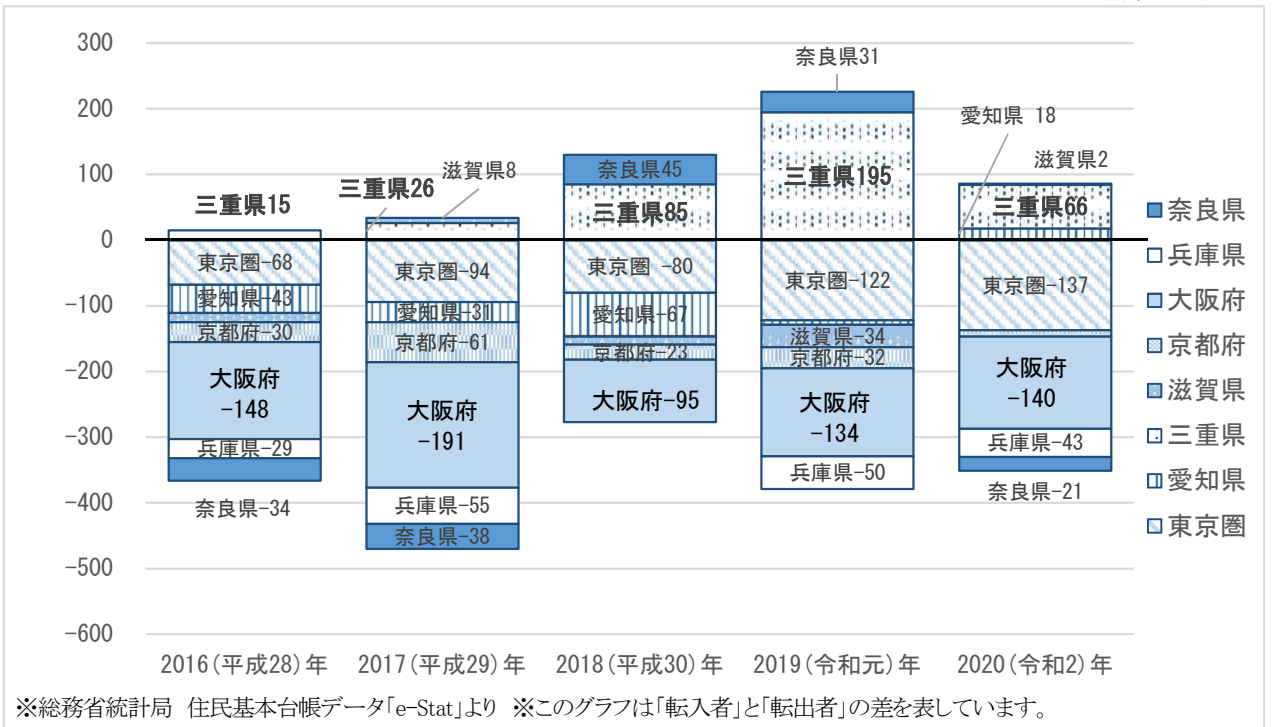 300
200
100
0
-100
-200
-300
-400
-500
-600
三重県15
東京圏-68
愛知県-43
京都府-30
大阪府
-148
兵庫県-29
奈良県-34
三重県26
滋賀県8
東京圏-94
愛知県-31
京都府-61
大阪府
-191
兵庫県-55
奈良県-38
奈良県45
三重県85
東京圏 -80
愛知県-67
京都府-23
大阪府-95
奈良県31
三重県195
東京圏-122
滋賀県-34
京都府-32
大阪府
-134
兵庫県-50
愛知県 18
滋賀県2
三重県66
東京圏-137
大阪府
-140
兵庫県-43
奈良県-21
奈良県
兵庫県
大阪府
京都府
滋賀県
三重県
愛知県
東京圏
2016(平成28)年
2017(平成29)年
2018(平成30)年
2019(令和元)年
2020(令和2)年
※総務省統計局 住民基本台帳データ「e-Stat」より ※このグラフは「転入者」と「転出者」の差を表しています。